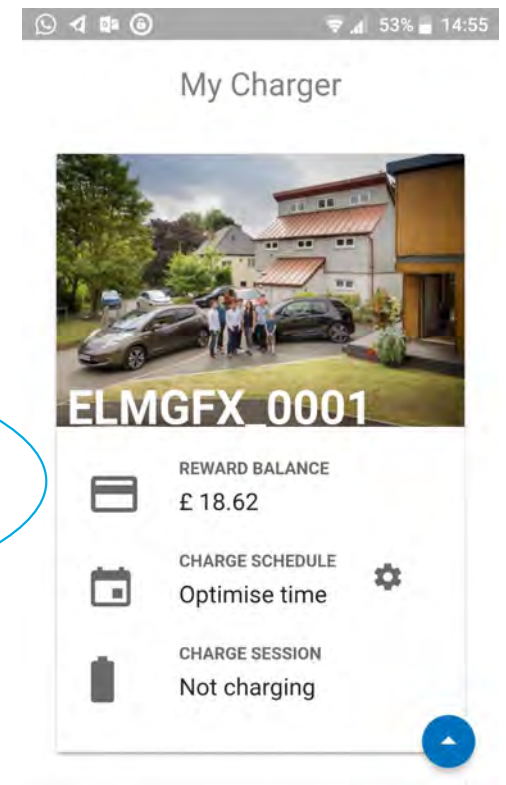 53% 14:55
My Charger
ELMGFX_0001
REWARD BALANCE
£ 18.62
CHARGE SCHEDULE
Optimise time
CHARGE SESSION
Not charging